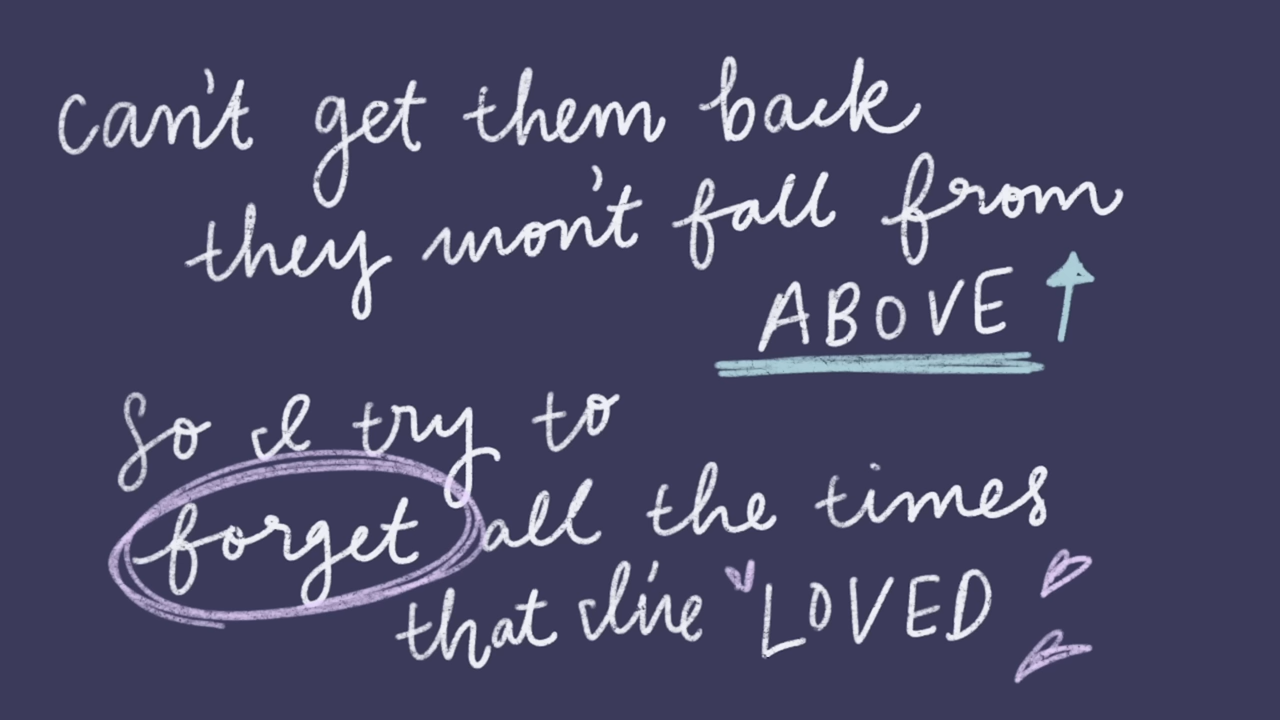 can't get them back
they won't fall from
ABOVE
So I try to
forget all the times
that I've LOVED